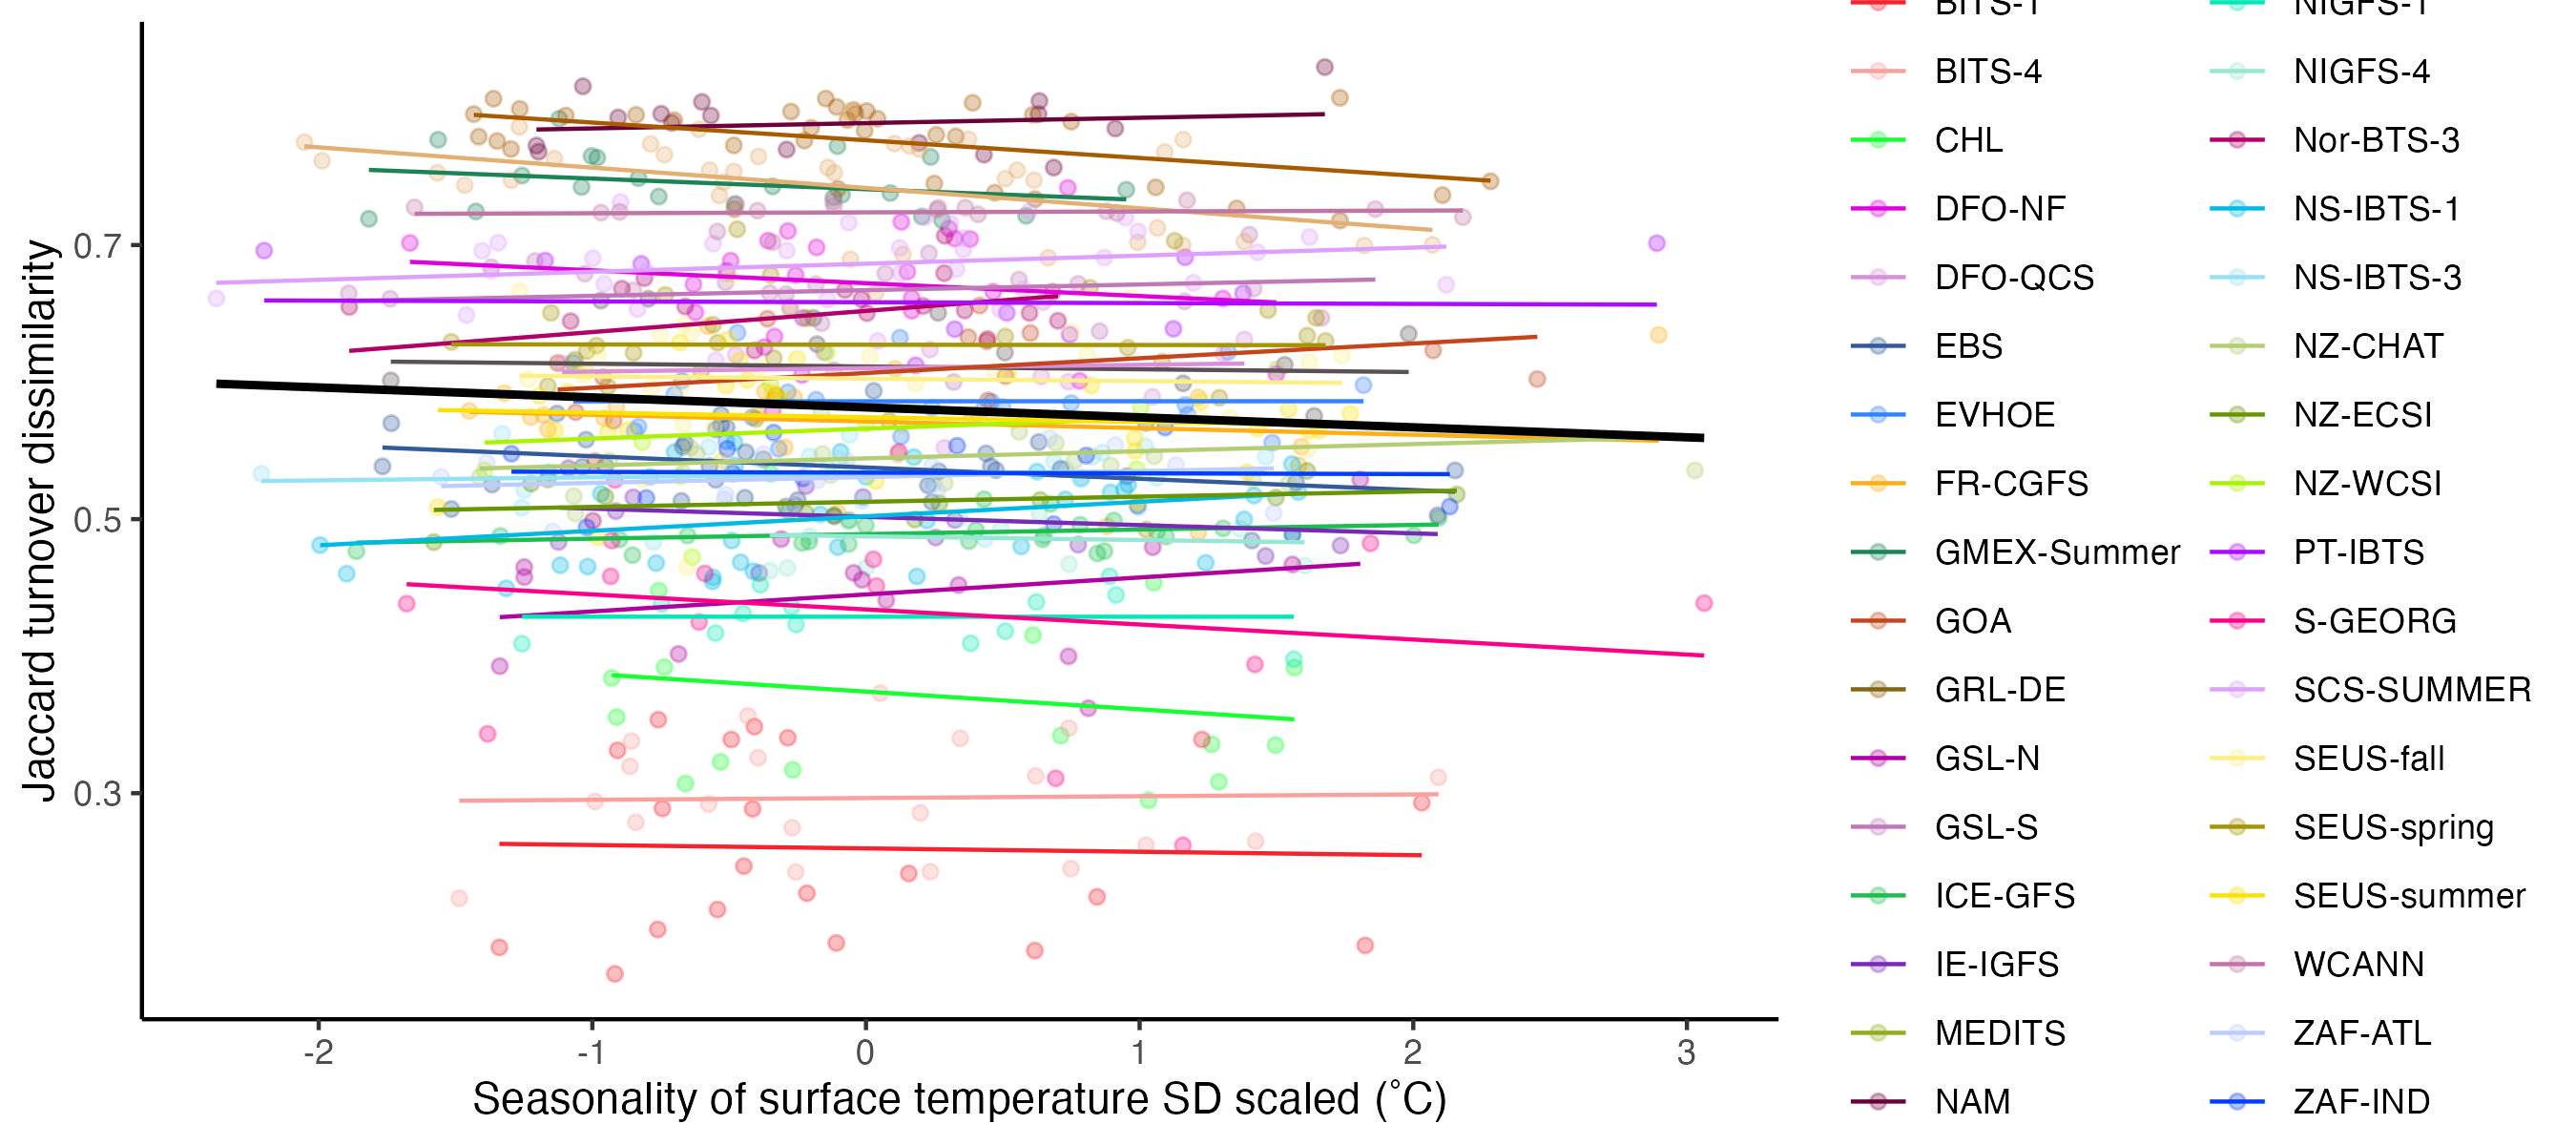 Jaccard turnover dissimilarity
0.7
0.5
0.3
-2 -1 0 1 2 3
Seasonality of surface temperature SD scaled (˚C)
BITS-1
BITS-4
CHL
DFO-NF
DFO-QCS
EBS
EVHOE
FR-CGFS
GMEX-Summer
GOA
GRL-DE
GSL-N
GSL-S
ICE-GFS
IE-IGFS
MEDITS
NAM
NIGFS-1
NIGFS-4
Nor-BTS-3
NS-IBTS-1
NS-IBTS-3
NZ-CHAT
NZ-ECSI
NZ-WCSI
PT-IBTS
S-GEORG
SCS-SUMMER
SEUS-fall
SEUS-spring
SEUS-summer
WCANN
ZAF-ATL
ZAF-IND